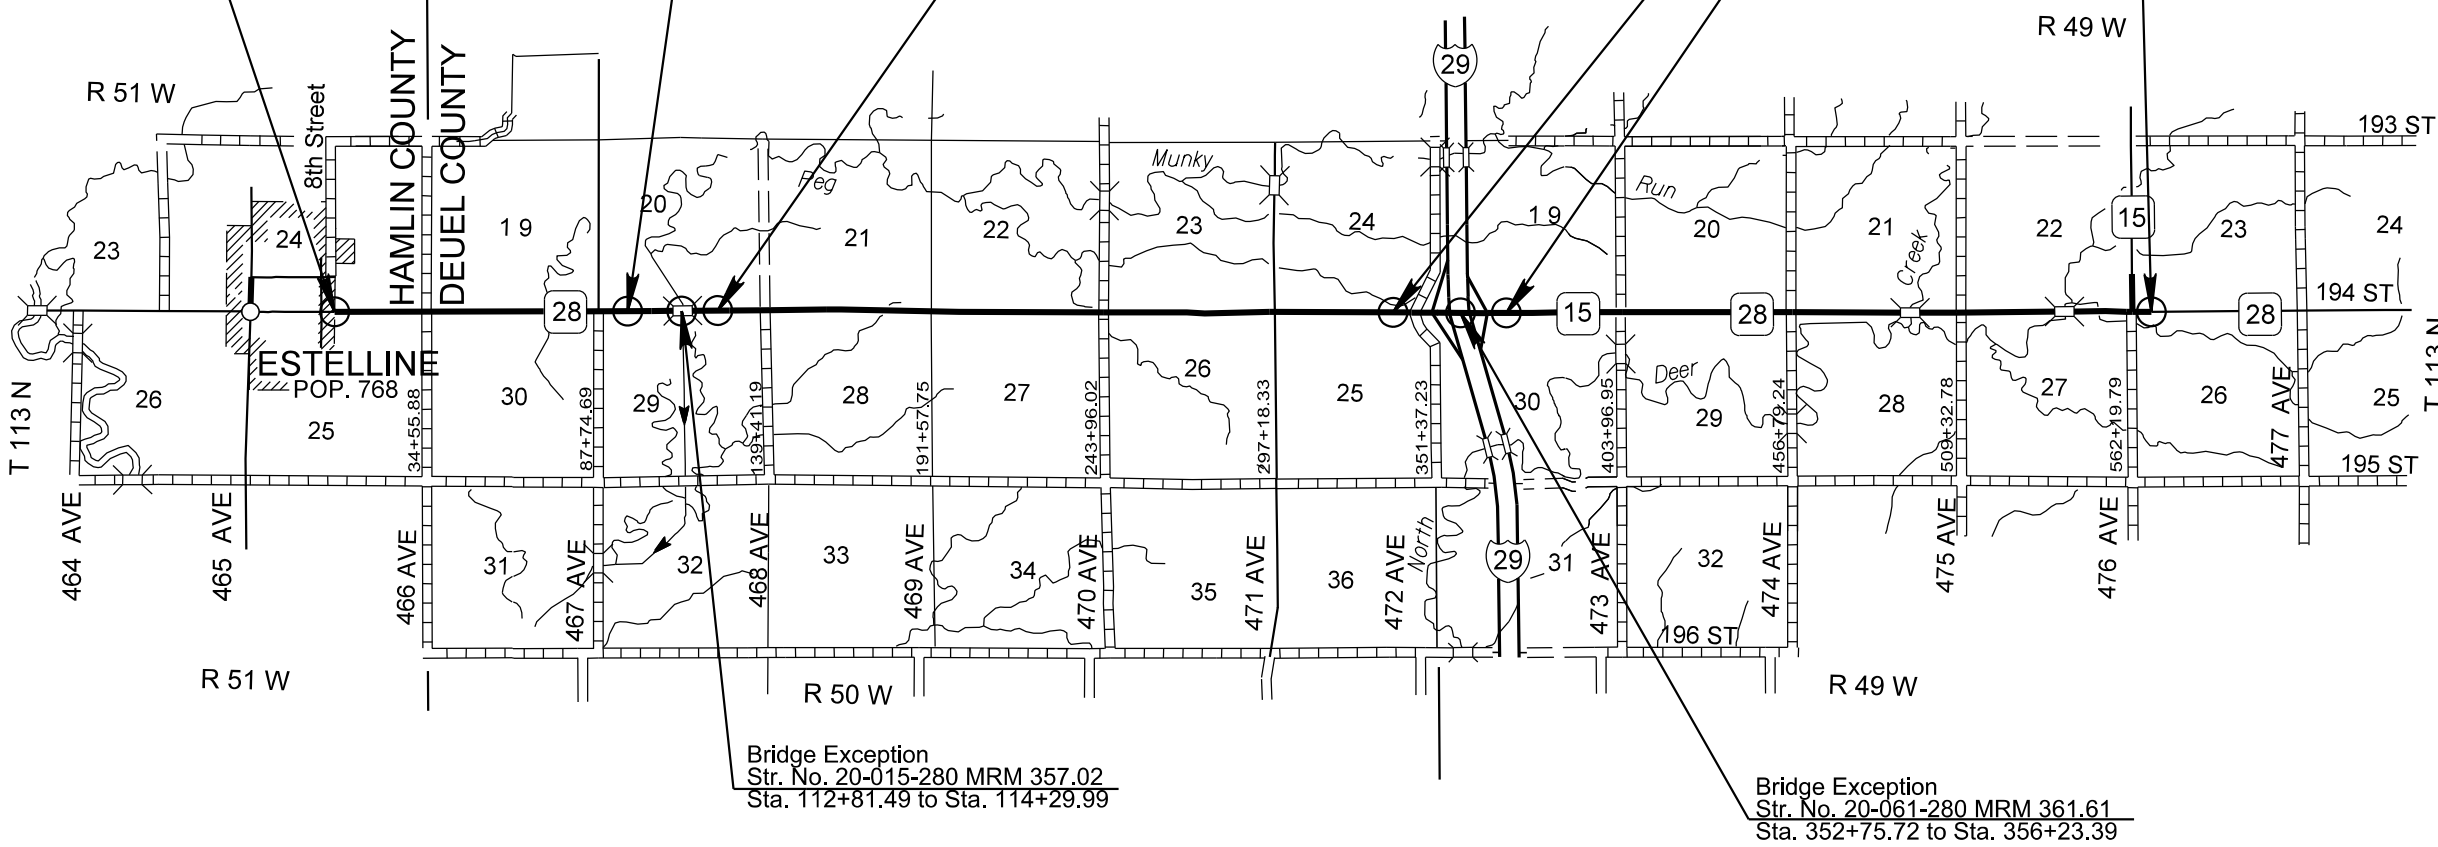 R 49 W
29
R 51 W
8th Street
HAMLIN COUNTY
DEUEL COUNTY
193 ST
Munky
Peg
Run
20
23
24
19
21
22
23
24
19
20
21
Creek
22
15
23
24
28
15
28
194 ST
28
ESTELLINE
POP. 768
T 113 N
26
25
30
29
28
27
26
25
30
Deer
29
28
27
26
25
T 113 N
34+55.88
87+74.69
139+41.19
191+57.75
243+96.02
297+18.33
351+37.23
403+96.95
456+79.24
509+32.78
562+19.79
477 AVE
195 ST
464 AVE
465 AVE
466 AVE
31
467 AVE
32
468 AVE
33
469 AVE
34
470 AVE
35
471 AVE
36
472 AVE
North
29
31
473 AVE
32
474 AVE
475 AVE
476 AVE
196 ST
R 51 W
R 50 W
R 49 W
Bridge Exception
Str. No. 20-015-280 MRM 357.02
Sta. 112+81.49 to Sta. 114+29.99
Bridge Exception
Str. No. 20-061-280 MRM 361.61
Sta. 352+75.72 to Sta. 356+23.39